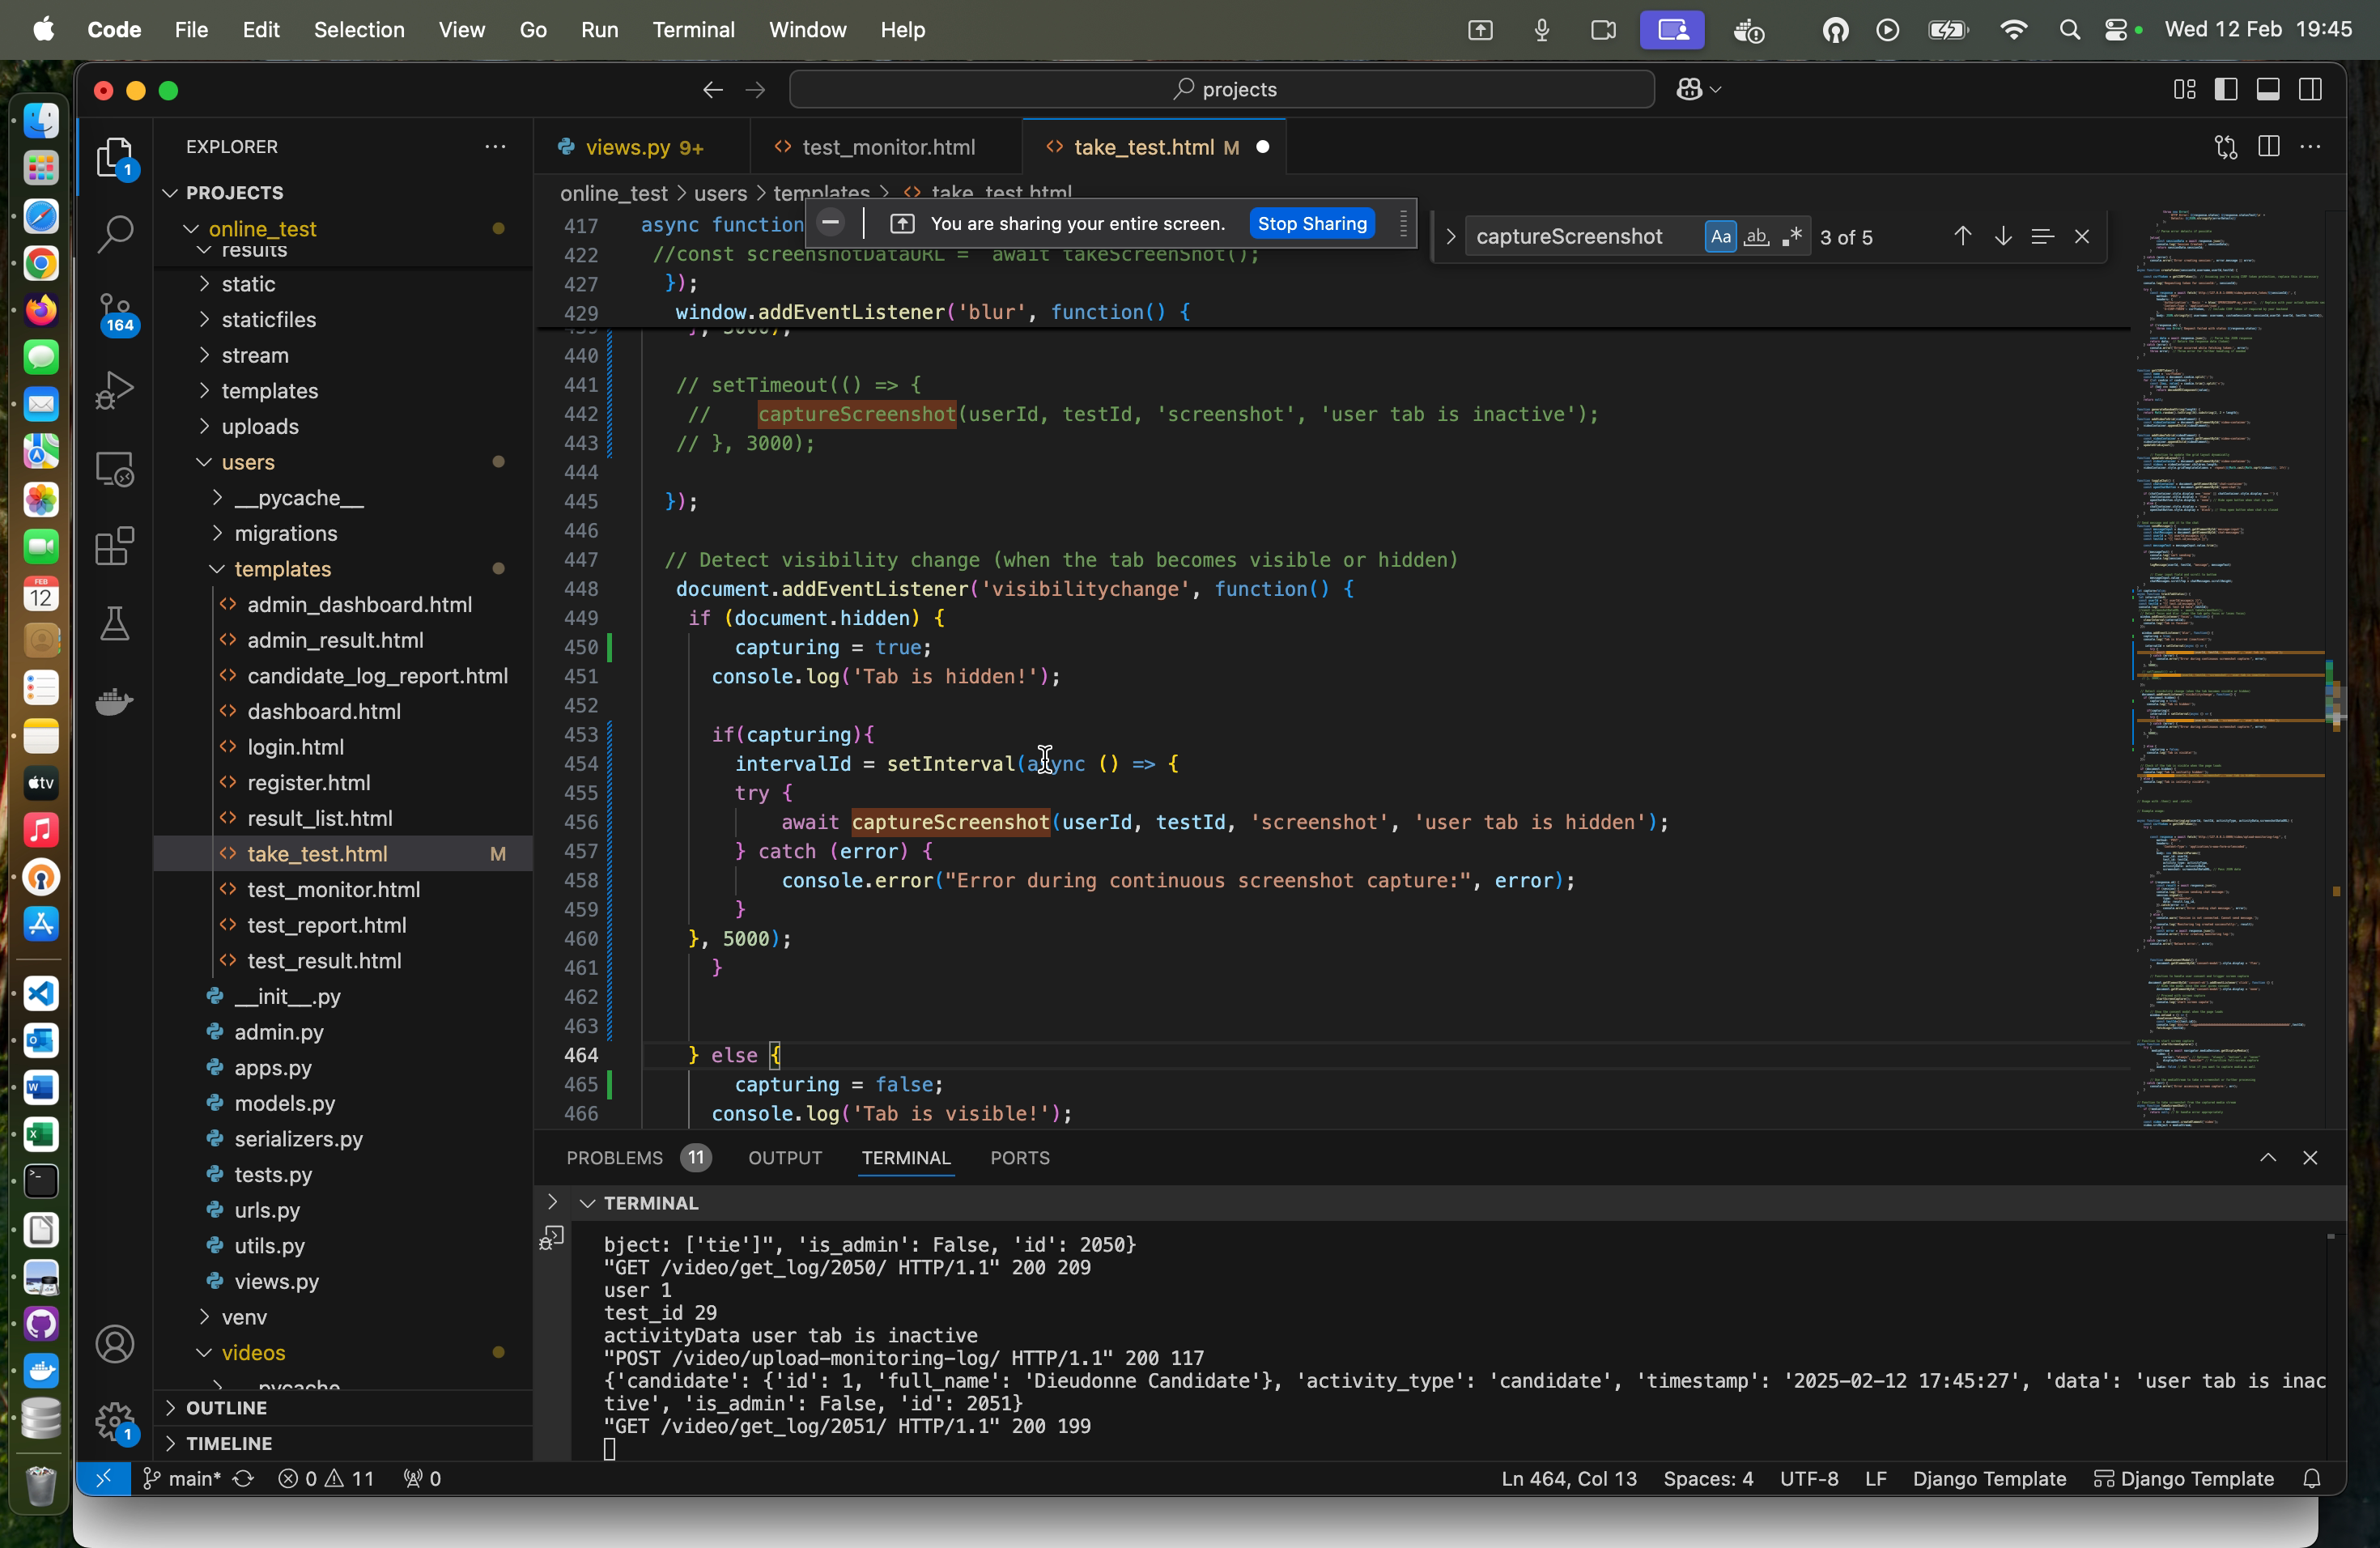 Code File Edit Selection View Go Run Terminal Window Help Wed 12 Feb 19:45
projects
EXPLORER
PROJECTS
online_test
results
static
staticfiles
stream
templates
uploads
users
__pycache__
migrations
templates
admin_dashboard.html
admin_result.html
candidate_log_report.html
dashboard.html
login.html
register.html
result_list.html
take_test.html M
test_monitor.html
test_report.html
test_result.html
__init__.py
admin.py
apps.py
models.py
serializers.py
tests.py
urls.py
utils.py
views.py
venv
videos
pycache
OUTLINE
TIMELINE
1
164
1
FEB
12
tv
views.py 9+ test_monitor.html take_test.html M
online_test > users > templates > take_test.html
You are sharing your entire screen. Stop Sharing
captureScreenshot Aa ab 3 of 5
417 async function
422 //const screenshotDataURL = await takeScreenShot();
427 });
429 window.addEventListener('blur', function() {
439 }, 5000);
440
441 // setTimeout(() => {
442 // captureScreenshot(userId, testId, 'screenshot', 'user tab is inactive');
443 // }, 3000);
444
445 });
446
447 // Detect visibility change (when the tab becomes visible or hidden)
448 document.addEventListener('visibilitychange', function() {
449 if (document.hidden) {
450 capturing = true;
451 console.log('Tab is hidden!');
452
453 if(capturing){
454 intervalId = setInterval(async () => {
455 try {
456 await captureScreenshot(userId, testId, 'screenshot', 'user tab is hidden');
457 } catch (error) {
458 console.error("Error during continuous screenshot capture:", error);
459 }
460 }, 5000);
461 }
462
463
464 } else {
465 capturing = false;
466 console.log('Tab is visible!');
PROBLEMS 11 OUTPUT TERMINAL PORTS
TERMINAL
bject: ['tie']", 'is_admin': False, 'id': 2050}
"GET /video/get_log/2050/ HTTP/1.1" 200 209
user 1
test_id 29
activityData user tab is inactive
"POST /video/upload-monitoring-log/ HTTP/1.1" 200 117
{'candidate': {'id': 1, 'full_name': 'Dieudonne Candidate'}, 'activity_type': 'candidate', 'timestamp': '2025-02-12 17:45:27', 'data': 'user tab is inac
tive', 'is_admin': False, 'id': 2051}
"GET /video/get_log/2051/ HTTP/1.1" 200 199
main* 0 11 0 Ln 464, Col 13 Spaces: 4 UTF-8 LF Django Template Django Template